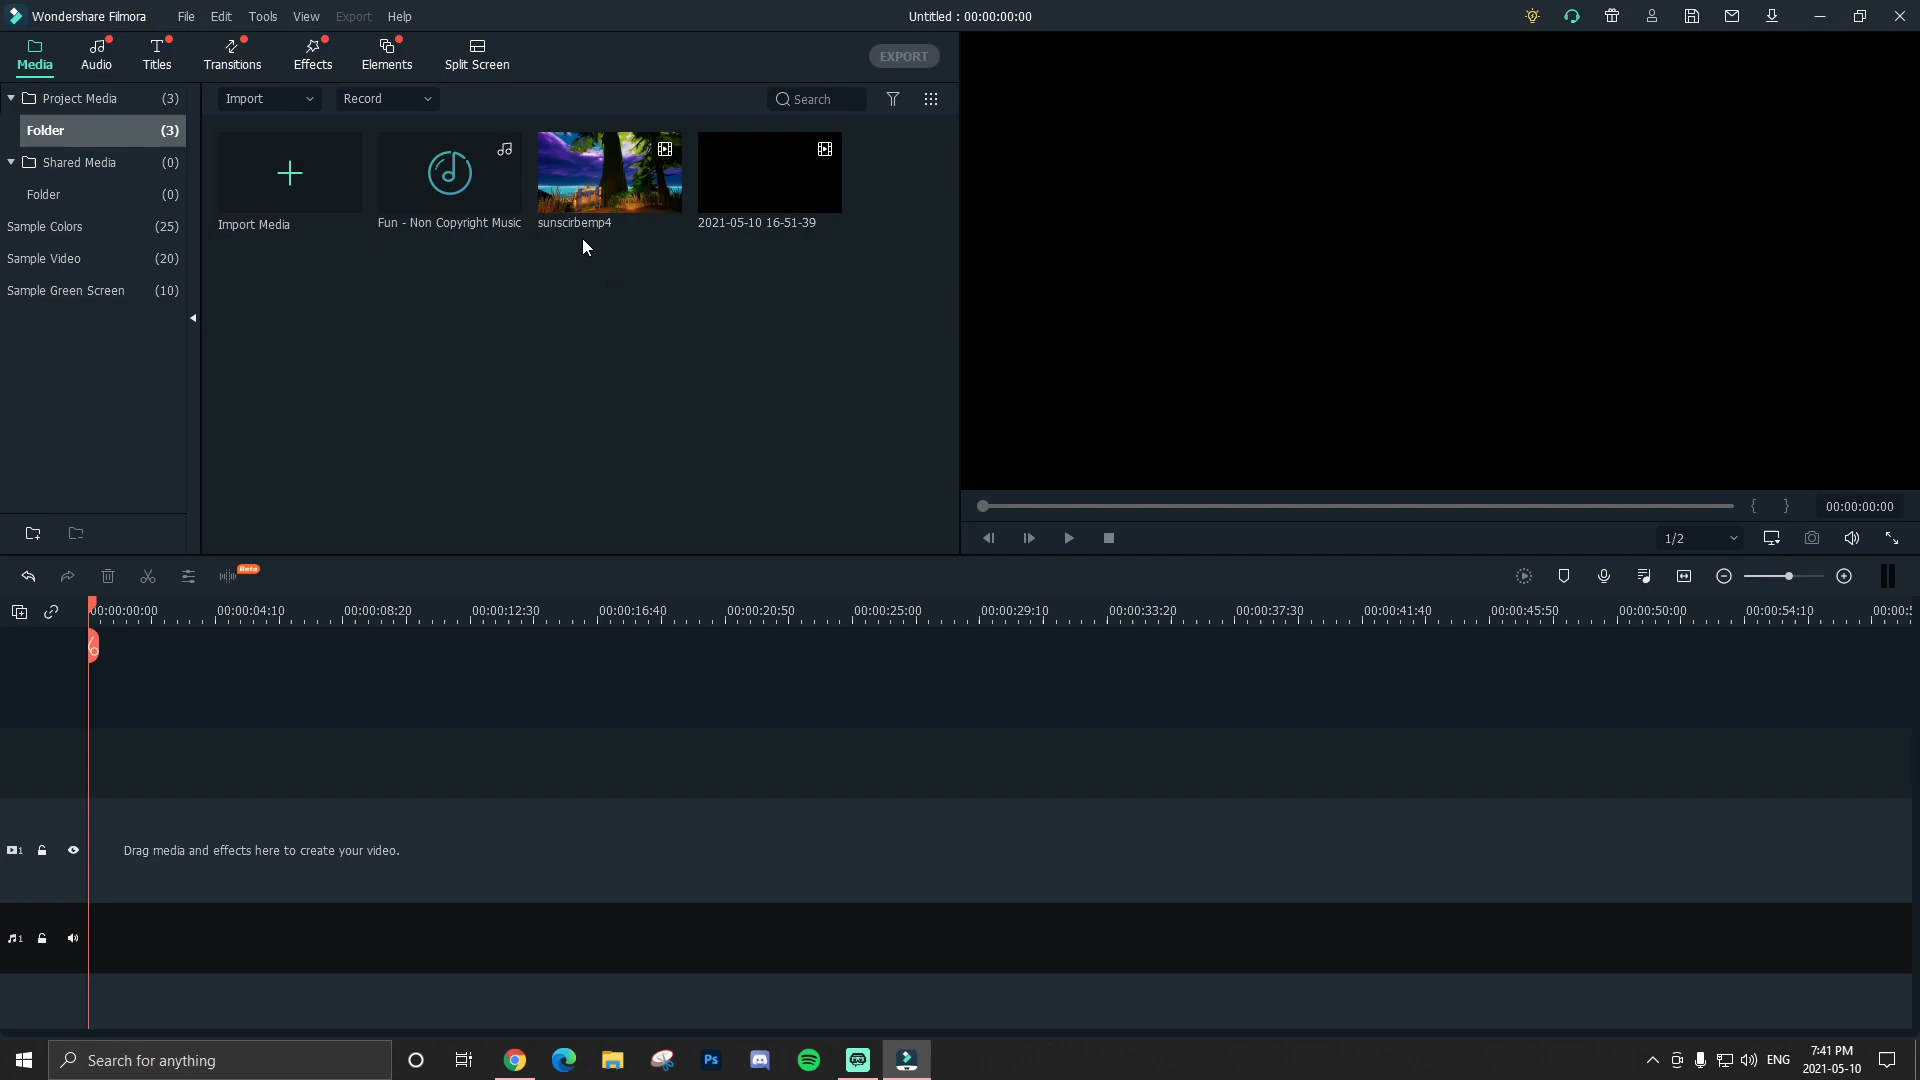 Wondershare Filmora File Edit Tools View Export Help Untitled : 00:00:00:00
Media Audio Titles Transitions Effects Elements Split Screen EXPORT
Project Media (3) Import Record Search
Folder (3)
Shared Media (0)
Folder (0)
Sample Colors (25)
Sample Video (20)
Sample Green Screen (10)
Import Media Fun - Non Copyright Music sunscirbemp4 2021-05-10 16-51-39
{ } 00:00:00:00
1/2
Beta
00:00:00:00 00:00:04:10 00:00:08:20 00:00:12:30 00:00:16:40 00:00:20:50 00:00:25:00 00:00:29:10 00:00:33:20 00:00:37:30 00:00:41:40 00:00:45:50 00:00:50:00 00:00:54:10
1 Drag media and effects here to create your video.
1
Search for anything Ps ENG 7:41 PM
2021-05-10